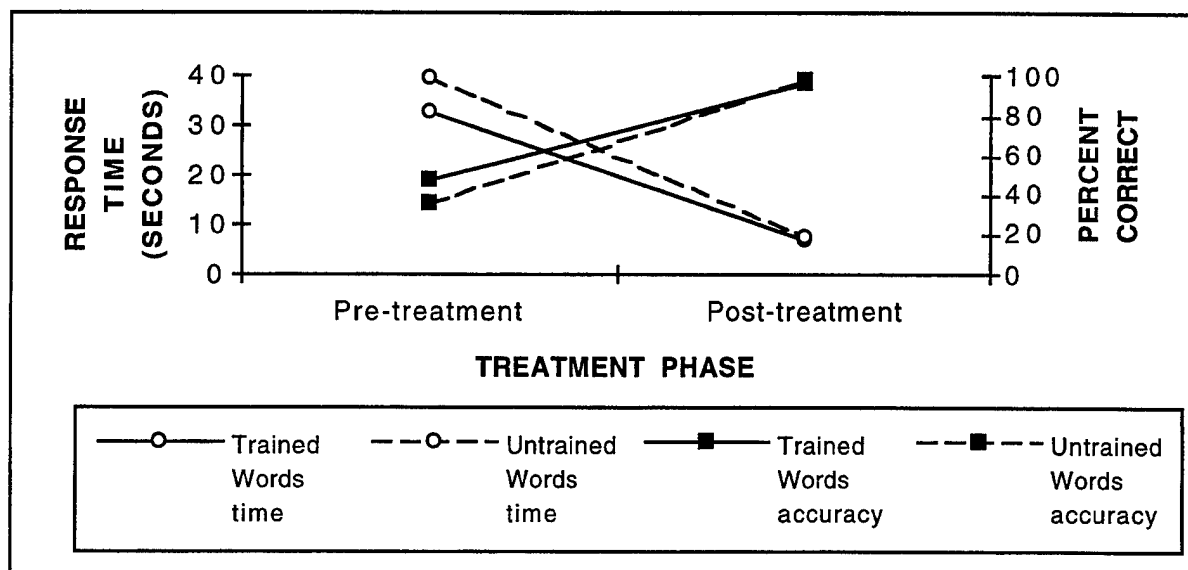 RESPONSE
TIME
(SECONDS)
40
30
20
10
0
100
80
60
40
20
0
PERCENT
CORRECT
Pre-treatment Post-treatment
TREATMENT PHASE
Trained
Words
time
Untrained
Words
time
Trained
Words
accuracy
Untrained
Words
accuracy